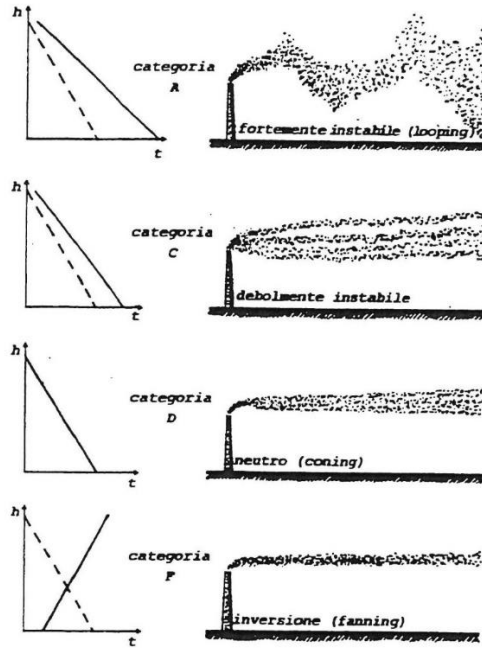 h
categoria
A
fortemente instabile (looping)
t
h
categoria
C
debolmente instabile
t
h
categoria
D
neutro (coning)
t
h
categoria
F
inversione (fanning)
t